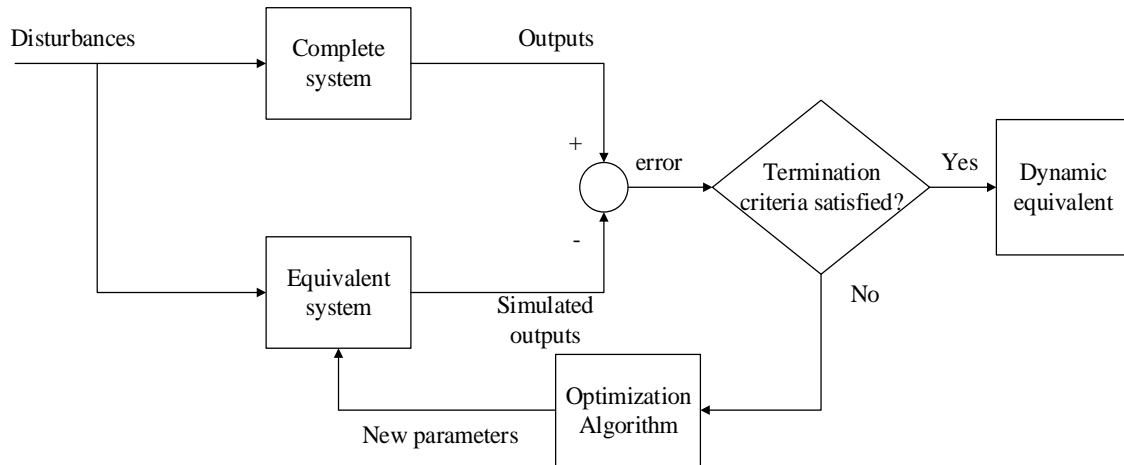 Disturbances
Complete
system
Outputs
+
error
Termination
criteria satisfied?
Yes
Dynamic
equivalent
-
Equivalent
system
Simulated
outputs
No
Optimization
Algorithm
New parameters